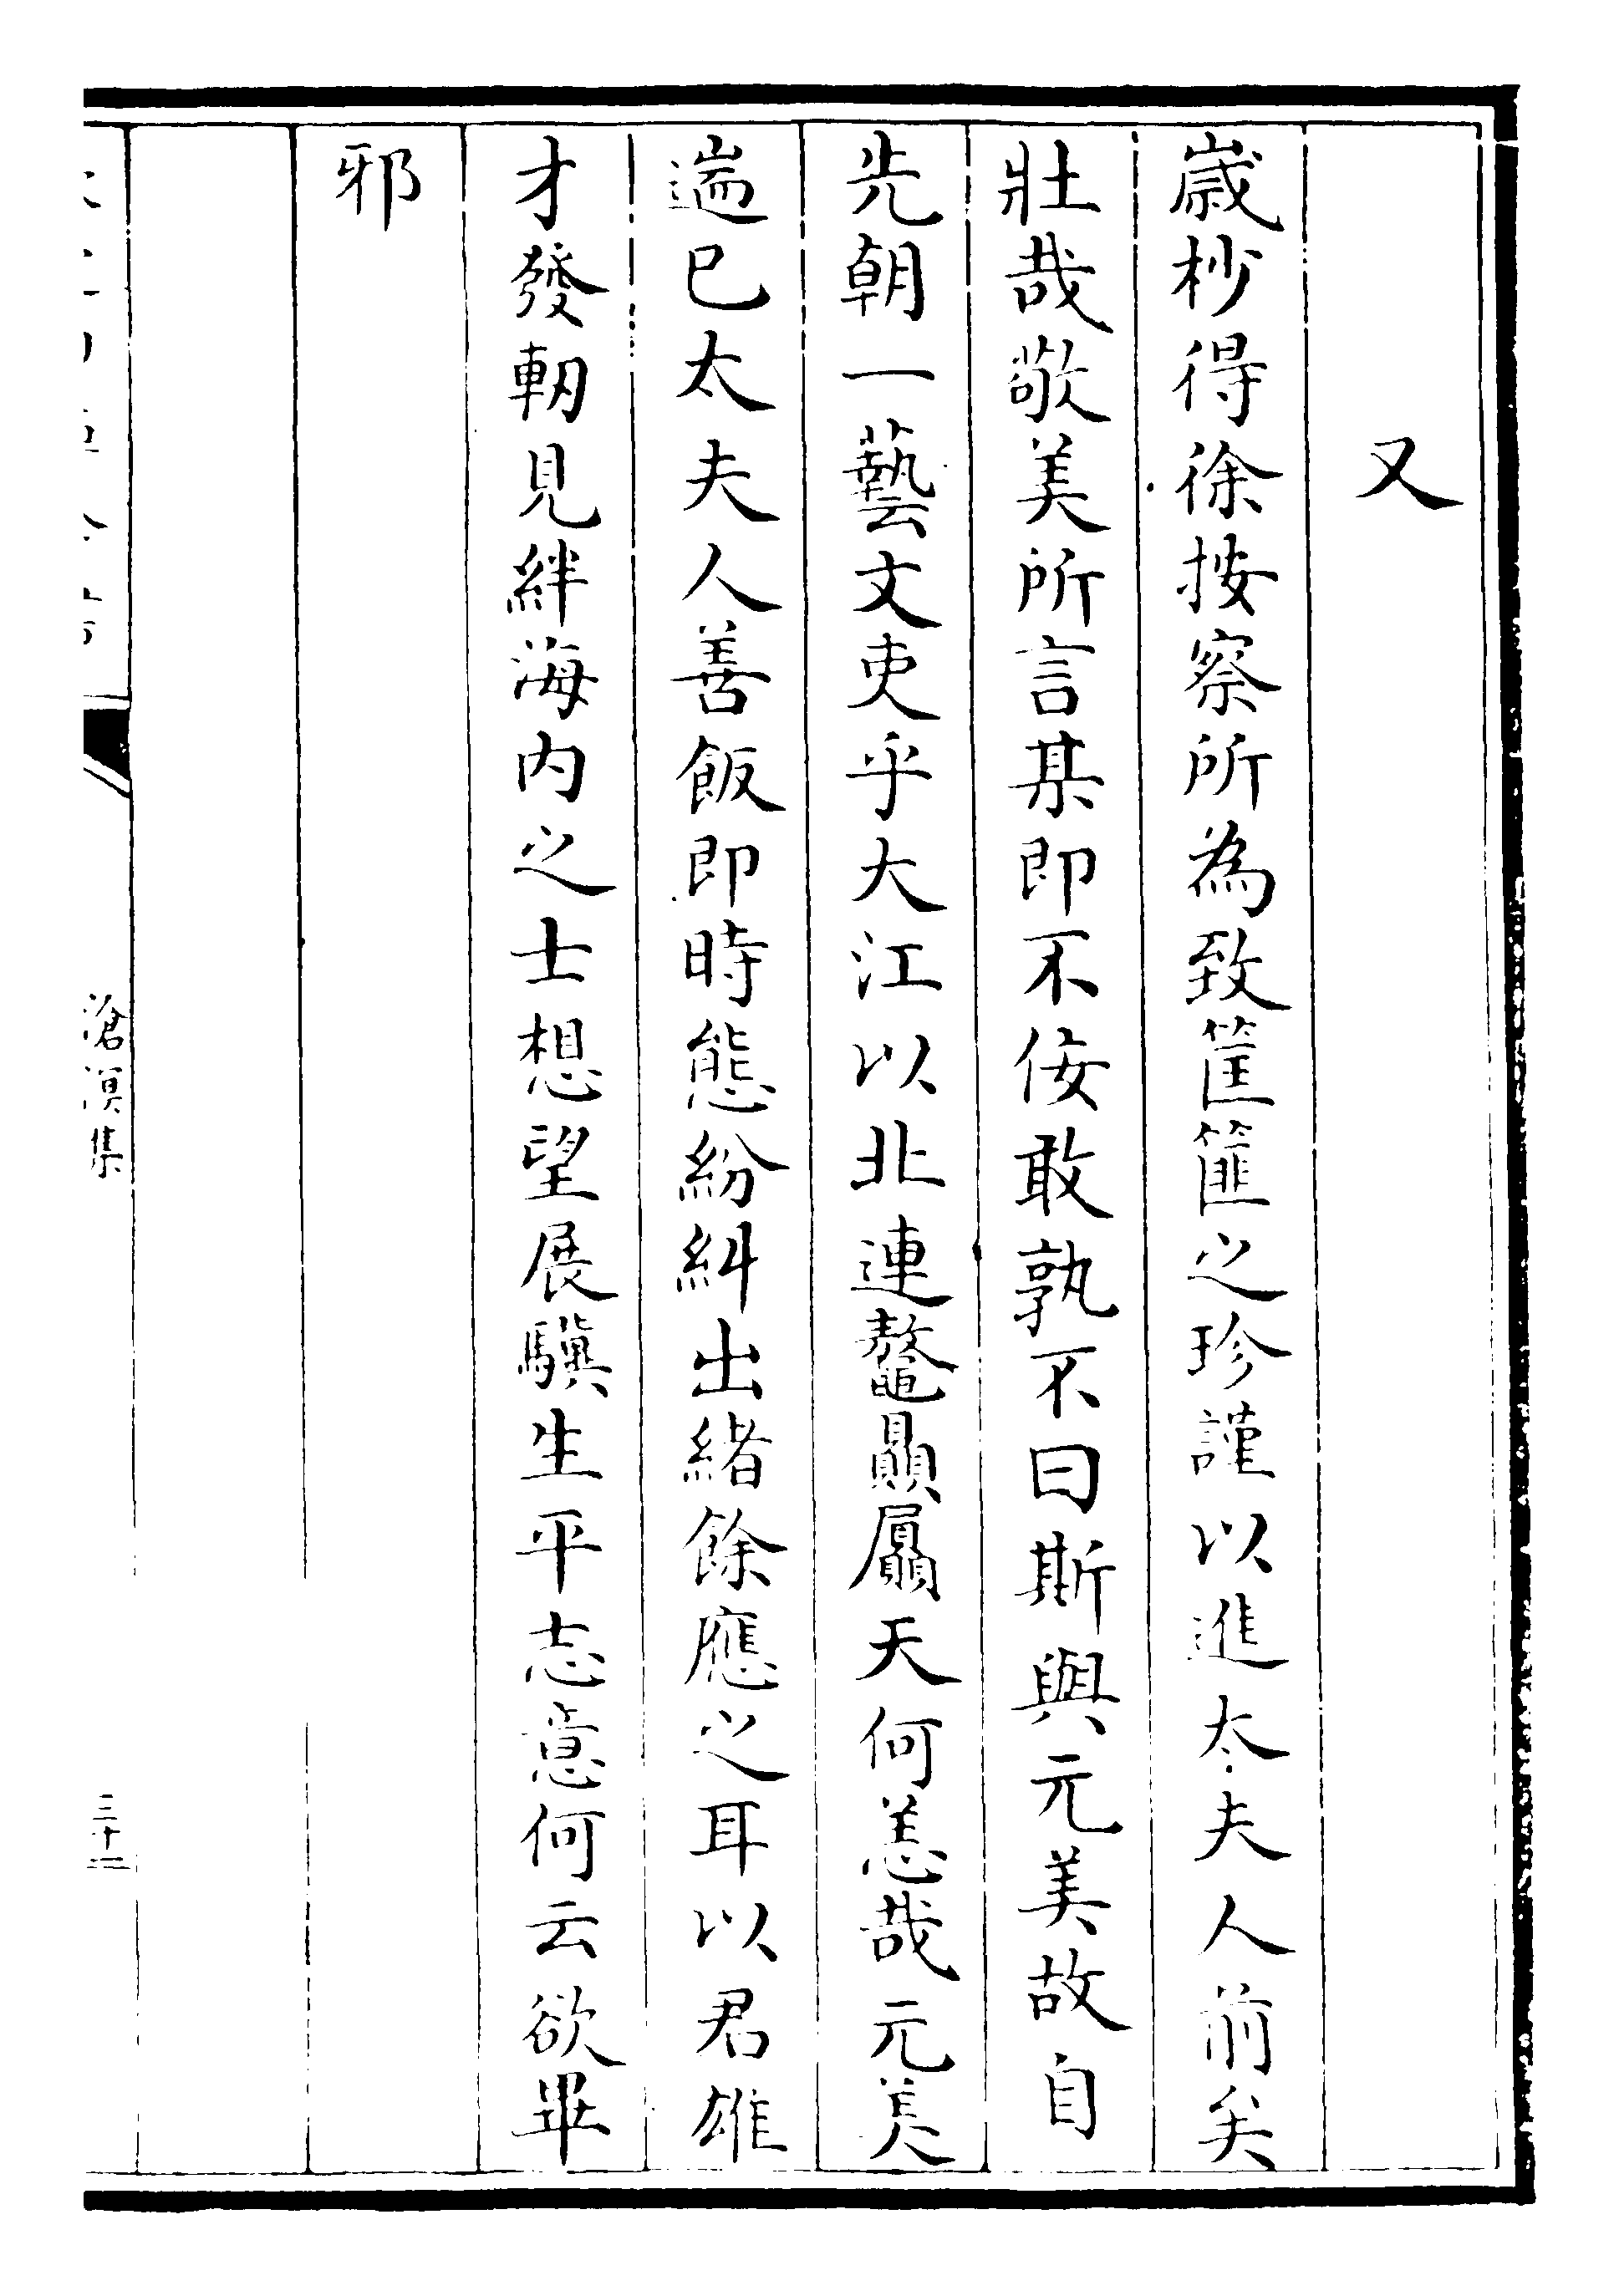 又
歲杪得徐按察所為致筐篚之珍謹以進太夫人前矣
壯哉敬美所言某即不佞敢孰不曰斯與元美故自
先朝一藝文吏乎大江以北連鼇贔屭天何恙哉元美
遄已太夫人善飯即時態紛糾出緒餘應之耳以君雄
才發軔見絆海内之士想望展驥生平志意何云欲畢
邪
滄溟集
三十二